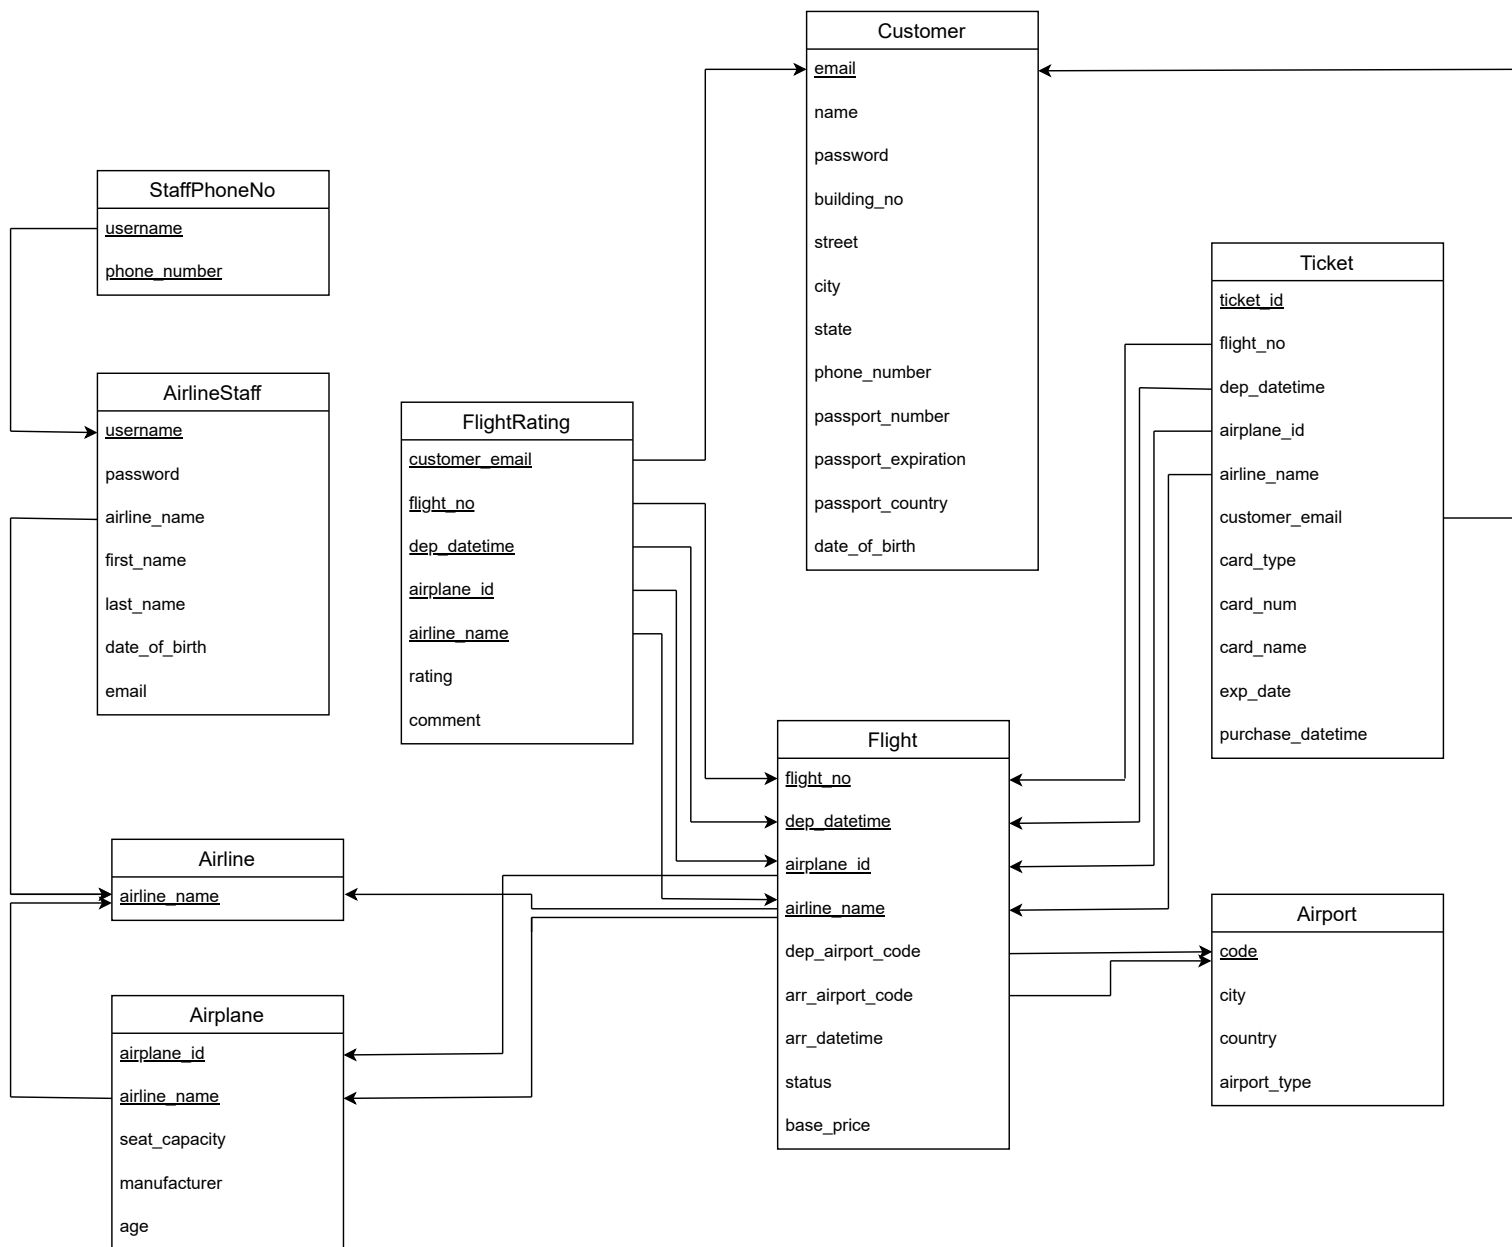 Customer
email
name
password
building_no
street
city
state
phone_number
passport_number
passport_expiration
passport_country
date_of_birth
StaffPhoneNo
username
phone_number
AirlineStaff
username
password
airline_name
first_name
last_name
date_of_birth
email
FlightRating
customer_email
flight_no
dep_datetime
airplane_id
airline_name
rating
comment
Ticket
ticket_id
flight_no
dep_datetime
airplane_id
airline_name
customer_email
card_type
card_num
card_name
exp_date
purchase_datetime
Flight
flight_no
dep_datetime
airplane_id
airline_name
dep_airport_code
arr_airport_code
arr_datetime
status
base_price
Airline
airline_name
Airport
code
city
country
airport_type
Airplane
airplane_id
airline_name
seat_capacity
manufacturer
age